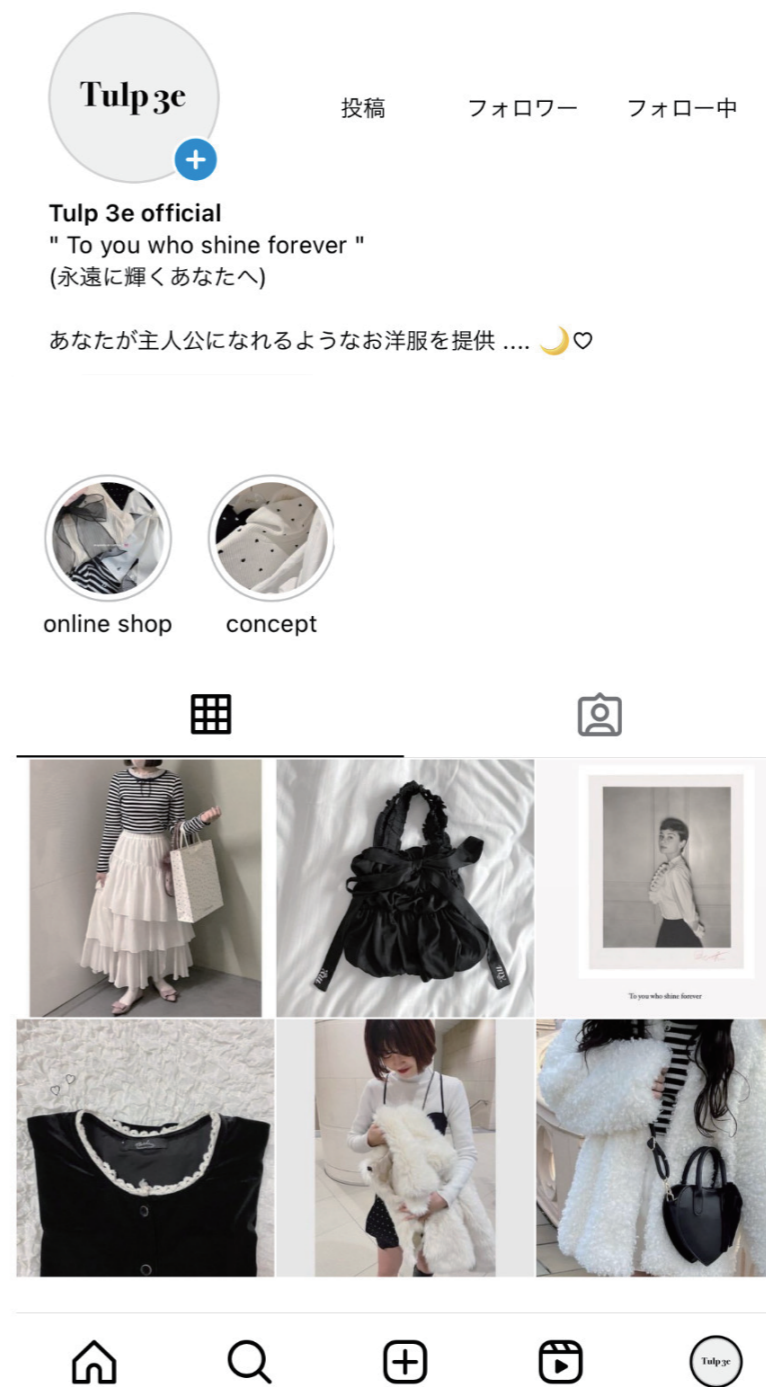 Tulp 3e
投稿 フォロワー フォロー中
Tulp 3e official
" To you who shine forever "
(永遠に輝くあなたへ)
あなたが主人公になれるようなお洋服を提供 .... 🌙♡
online shop concept
To you who shine forever
Tulp 3e